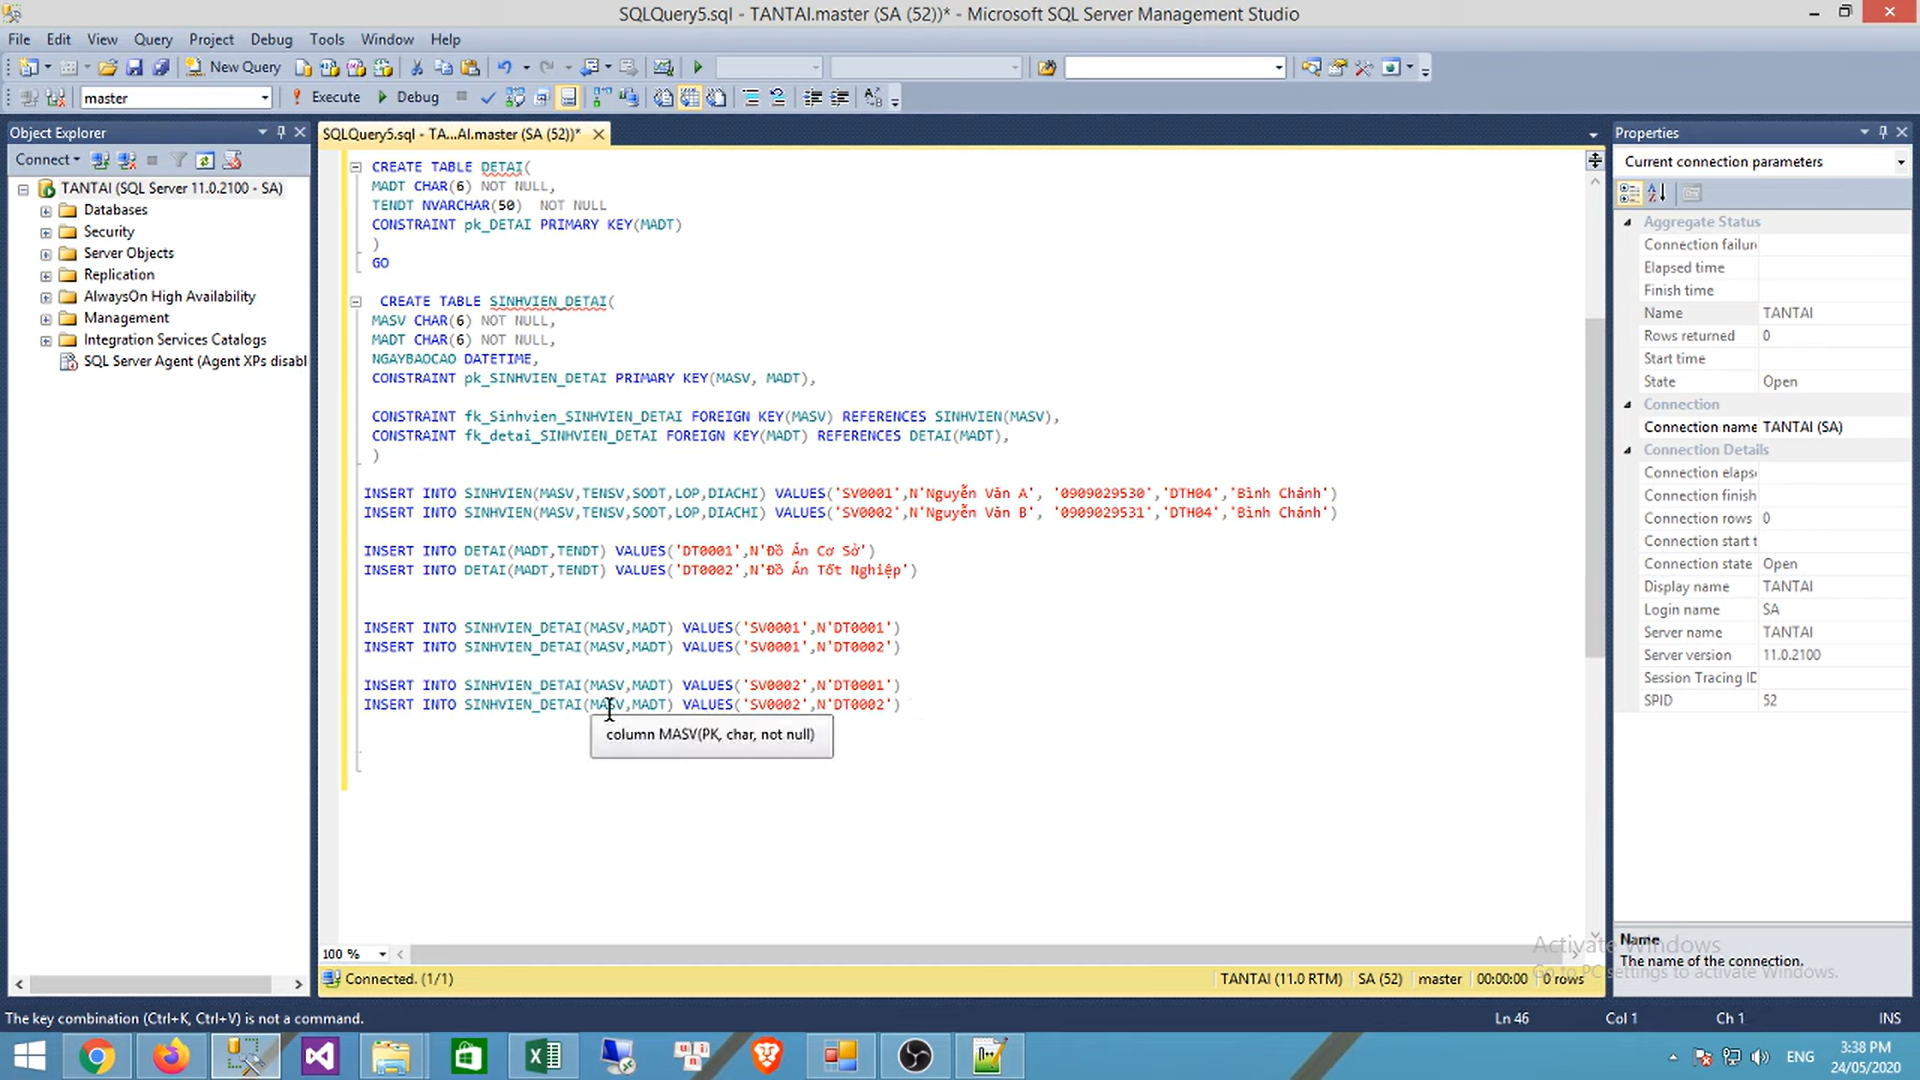 SQLQuery5.sql - TANTAI.master (SA (52))* - Microsoft SQL Server Management Studio
File Edit View Query Project Debug Tools Window Help
New Query
master Execute Debug
Object Explorer
Connect
TANTAI (SQL Server 11.0.2100 - SA)
Databases
Security
Server Objects
Replication
AlwaysOn High Availability
Management
Integration Services Catalogs
SQL Server Agent (Agent XPs disabl
SQLQuery5.sql - TA...AI.master (SA (52))*
CREATE TABLE DETAI(
MADT CHAR(6) NOT NULL,
TENDT NVARCHAR(50) NOT NULL
CONSTRAINT pk_DETAI PRIMARY KEY(MADT)
)
GO
CREATE TABLE SINHVIEN_DETAI(
MASV CHAR(6) NOT NULL,
MADT CHAR(6) NOT NULL,
NGAYBAOCAO DATETIME,
CONSTRAINT pk_SINHVIEN_DETAI PRIMARY KEY(MASV, MADT),
CONSTRAINT fk_Sinhvien_SINHVIEN_DETAI FOREIGN KEY(MASV) REFERENCES SINHVIEN(MASV),
CONSTRAINT fk_detai_SINHVIEN_DETAI FOREIGN KEY(MADT) REFERENCES DETAI(MADT),
)
INSERT INTO SINHVIEN(MASV,TENSV,SODT,LOP,DIACHI) VALUES('SV0001',N'Nguyễn Văn A', '0909029530','DTH04','Bình Chánh')
INSERT INTO SINHVIEN(MASV,TENSV,SODT,LOP,DIACHI) VALUES('SV0002',N'Nguyễn Văn B', '0909029531','DTH04','Bình Chánh')
INSERT INTO DETAI(MADT,TENDT) VALUES('DT0001',N'Đồ Án Cơ Sở')
INSERT INTO DETAI(MADT,TENDT) VALUES('DT0002',N'Đồ Án Tốt Nghiệp')
INSERT INTO SINHVIEN_DETAI(MASV,MADT) VALUES('SV0001',N'DT0001')
INSERT INTO SINHVIEN_DETAI(MASV,MADT) VALUES('SV0001',N'DT0002')
INSERT INTO SINHVIEN_DETAI(MASV,MADT) VALUES('SV0002',N'DT0001')
INSERT INTO SINHVIEN_DETAI(MASV,MADT) VALUES('SV0002',N'DT0002')
column MASV(PK, char, not null)
100 %
Connected. (1/1) TANTAI (11.0 RTM) SA (52) master 00:00:00 0 rows
Properties
Current connection parameters
Aggregate Status
Connection failur
Elapsed time
Finish time
Name TANTAI
Rows returned 0
Start time
State Open
Connection
Connection name TANTAI (SA)
Connection Details
Connection elaps
Connection finish
Connection rows 0
Connection start t
Connection state Open
Display name TANTAI
Login name SA
Server name TANTAI
Server version 11.0.2100
Session Tracing ID
SPID 52
Name
The name of the connection.
Activate Windows
Go to PC settings to activate Windows.
The key combination (Ctrl+K, Ctrl+V) is not a command. Ln 46 Col 1 Ch 1 INS
ENG
3:38 PM
24/05/2020